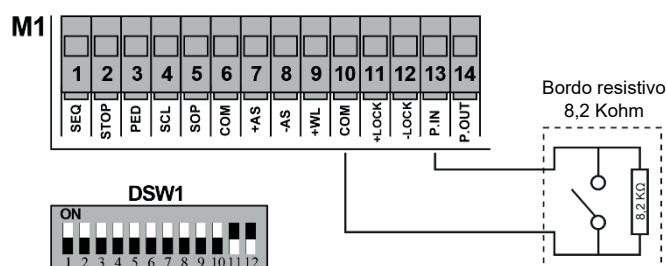 M1
1 2 3 4 5 6 7 8 9 10 11 12 13 14
SEQ STOP PED SCL SOP COM +AS -AS +WL COM +LOCK -LOCK P.IN P.OUT
Bordo resistivo
8,2 Kohm
8,2 KΩ
DSW1
ON
1 2 3 4 5 6 7 8 9 10 11 12